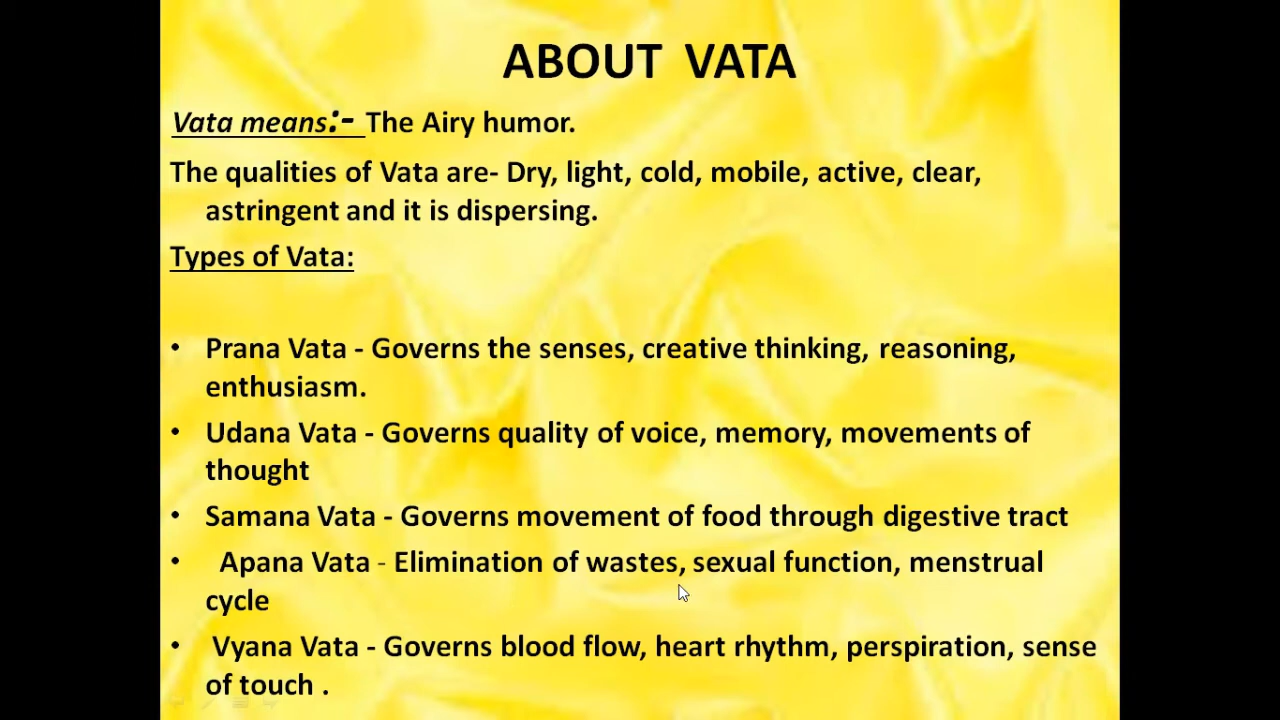 ABOUT VATA
Vata means:- The Airy humor.
The qualities of Vata are- Dry, light, cold, mobile, active, clear,
astringent and it is dispersing.
Types of Vata:
• Prana Vata - Governs the senses, creative thinking, reasoning,
enthusiasm.
• Udana Vata - Governs quality of voice, memory, movements of
thought
• Samana Vata - Governs movement of food through digestive tract
• Apana Vata - Elimination of wastes, sexual function, menstrual
cycle
• Vyana Vata - Governs blood flow, heart rhythm, perspiration, sense
of touch .